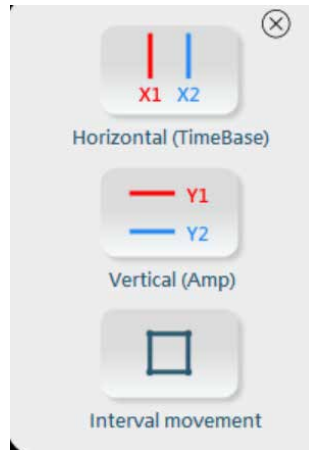 X1 X2
Horizontal (TimeBase)
Y1
Y2
Vertical (Amp)
Interval movement